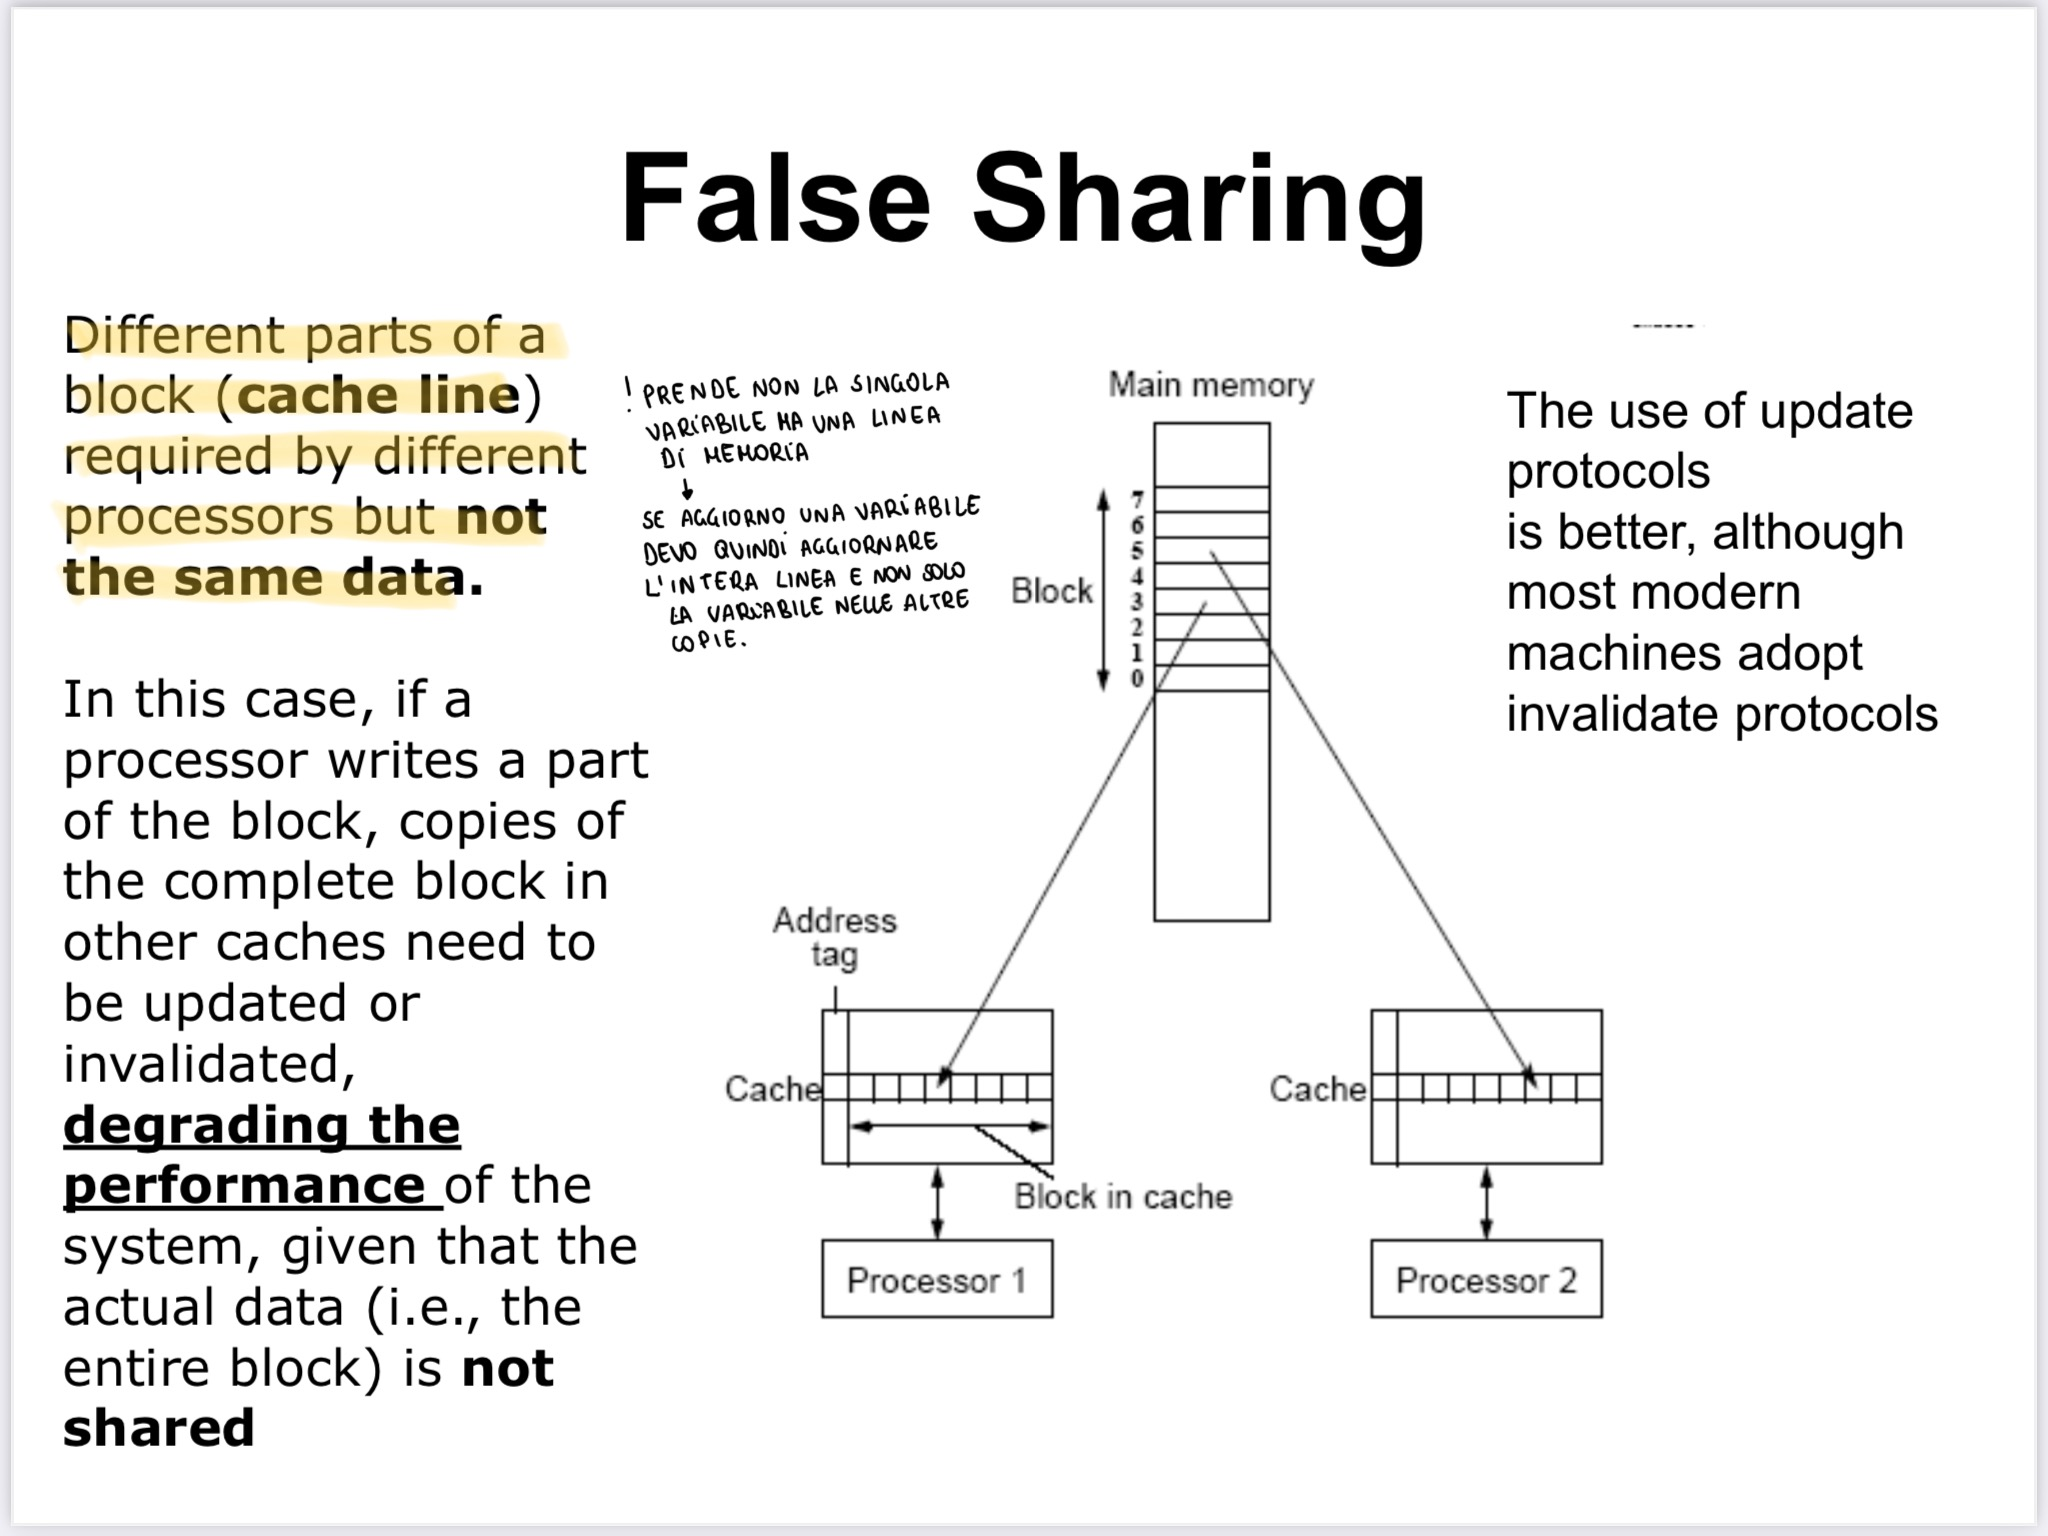 False Sharing
Different parts of a
block (cache line)
required by different
processors but not
the same data.
In this case, if a
processor writes a part
of the block, copies of
the complete block in
other caches need to
be updated or
invalidated,
degrading the
performance of the
system, given that the
actual data (i.e., the
entire block) is not
shared
! PRENDE NON LA SINGOLA
VARIABILE MA UNA LINEA
DI MEMORIA
↓
SE AGGIORNO UNA VARIABILE
DEVO QUINDI AGGIORNARE
L'INTERA LINEA E NON SOLO
LA VARIABILE NELLE ALTRE
COPIE.
Main memory
7
6
5
4
3
2
1
0
Block
Address
tag
Cache
Block in cache
Processor 1
Cache
Processor 2
The use of update
protocols
is better, although
most modern
machines adopt
invalidate protocols